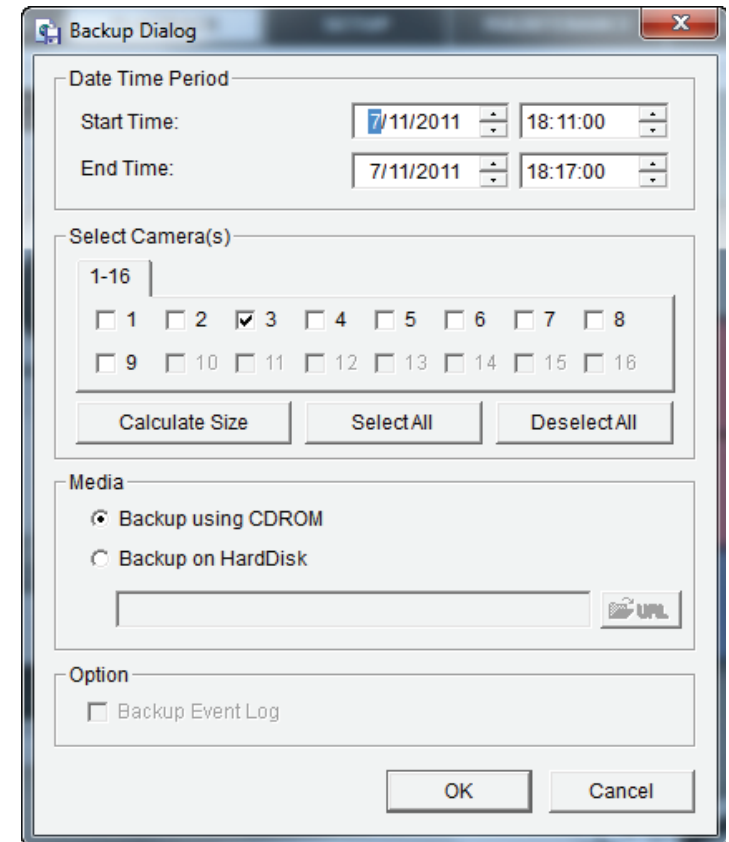 Backup Dialog
Date Time Period
Start Time: 7/11/2011 18:11:00
End Time: 7/11/2011 18:17:00
Select Camera(s)
1-16
1 2 3 4 5 6 7 8
9 10 11 12 13 14 15 16
Calculate Size Select All Deselect All
Media
Backup using CDROM
Backup on HardDisk
URL
Option
Backup Event Log
OK Cancel